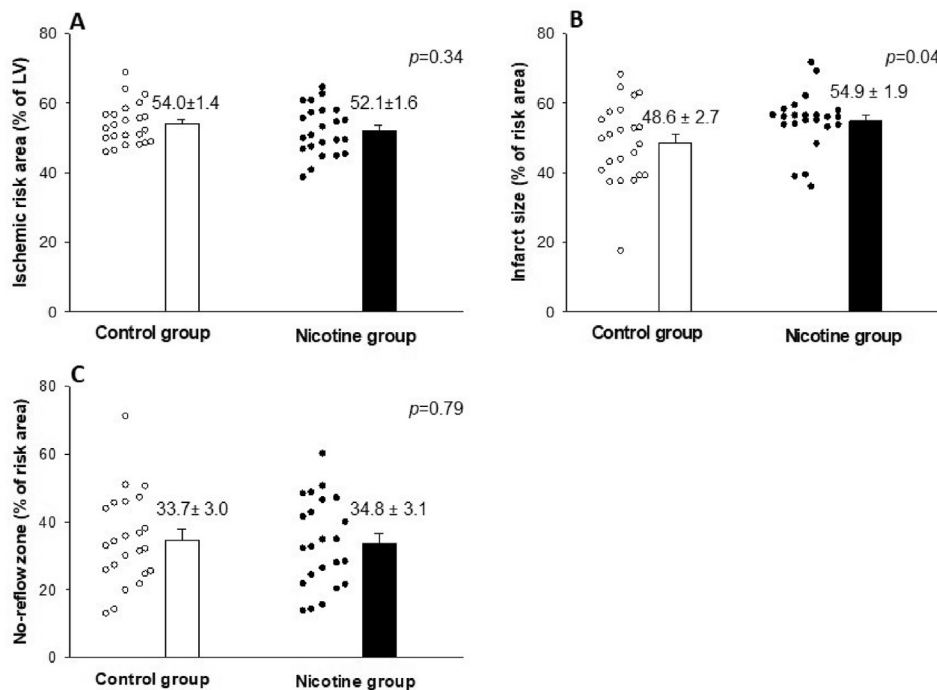 A
Ischemic risk area (% of LV)
80
60
40
20
0
p=0.34
54.0±1.4
52.1±1.6
Control group
Nicotine group
B
Infarct size (% of risk area)
80
60
40
20
0
p=0.04
48.6 ± 2.7
54.9 ± 1.9
Control group
Nicotine group
C
No-reflow zone (% of risk area)
80
60
40
20
0
p=0.79
33.7± 3.0
34.8 ± 3.1
Control group
Nicotine group